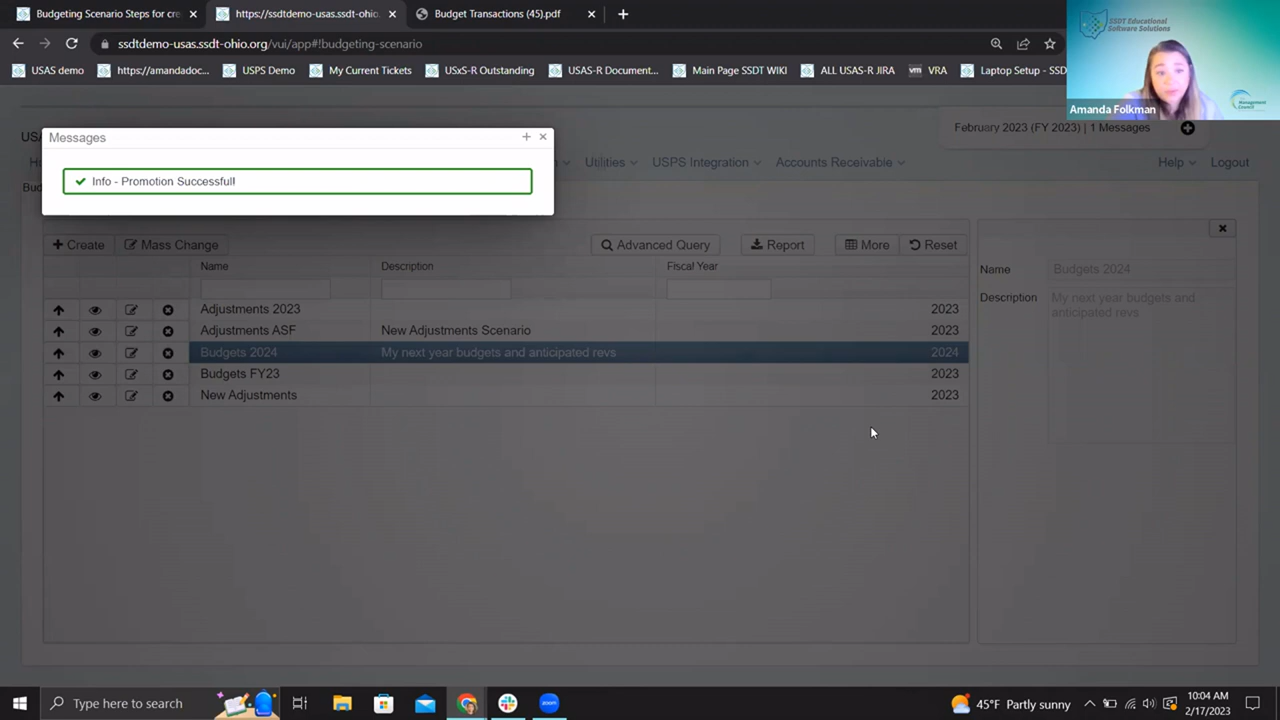 Budgeting Scenario Steps for cre
https://ssdtdemo-usas.ssdt-ohio.
Budget Transactions (45).pdf
ssdtdemo-usas.ssdt-ohio.org/vui/app#!budgeting-scenario
USAS demo
https://amandadoc...
USPS Demo
My Current Tickets
USxS Outstanding
USAS-R Document...
Main Page SSDT WIKI
ALL USAS-R JIRA
vm VRA
Laptop Setup - SSD
SSDT Educational
Software Solutions
The
Management
Council
Amanda Folkman
USA
February 2023 (FY 2023) | 1 Messages
Messages
Info - Promotion Successful!
Utilities
USPS Integration
Accounts Receivable
Help
Logout
Create
Mass Change
Advanced Query
Report
More
Reset
Name Description Fiscal Year
Adjustments 2023 2023
Adjustments ASF New Adjustments Scenario 2023
Budgets 2024 My next year budgets and anticipated revs 2024
Budgets FY23 2023
New Adjustments 2023
Name Budgets 2024
Description My next year budgets and
anticipated revs
Type here to search
zoom
45°F Partly sunny
10:04 AM
2/17/2023